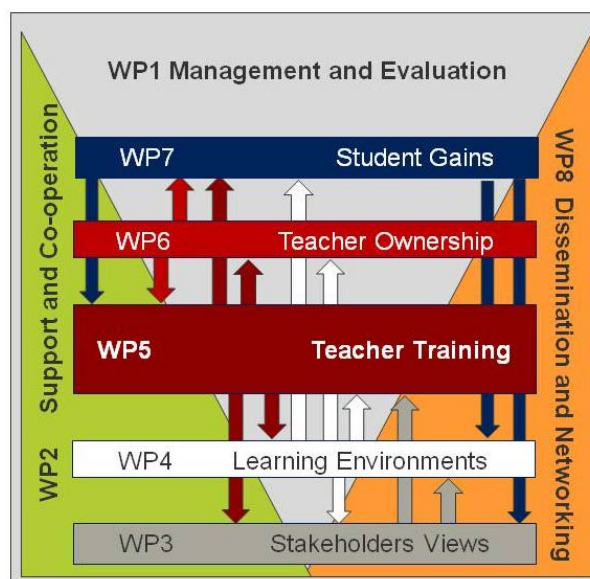 WP1 Management and Evaluation
WP2 Support and Co-operation
WP7 Student Gains
WP6 Teacher Ownership
WP5 Teacher Training
WP4 Learning Environments
WP3 Stakeholders Views
WP8 Dissemination and Networking